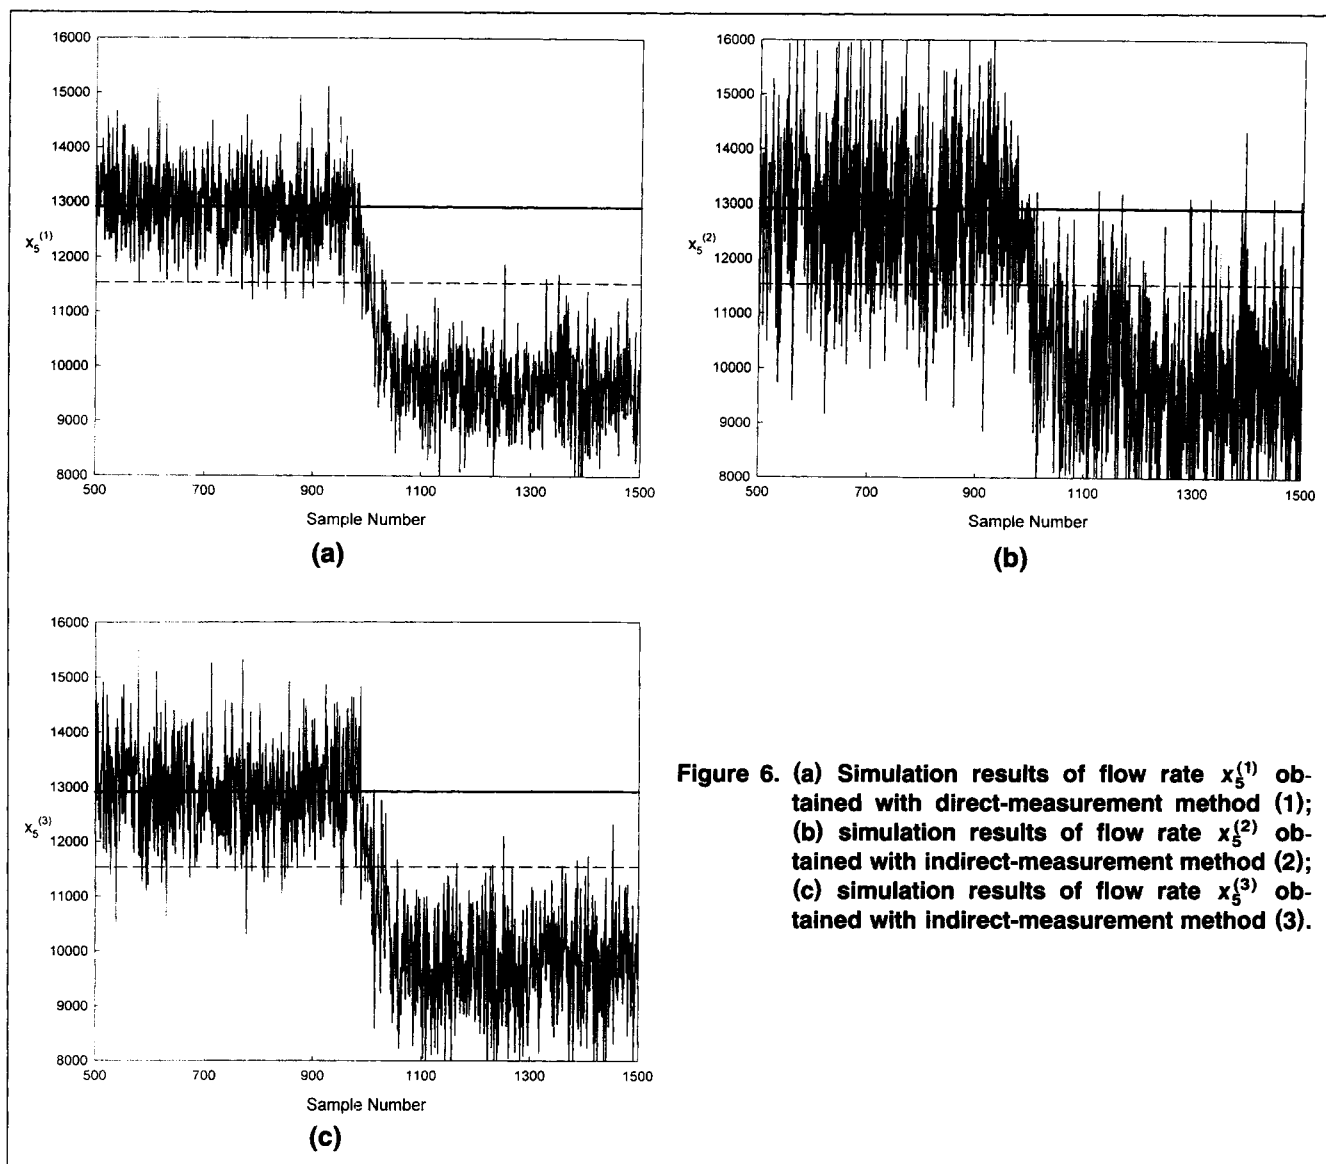 16000
15000
14000
13000
x₅⁽¹⁾
12000
11000
10000
9000
8000
500 700 900 1100 1300 1500
Sample Number
(a)
16000
15000
14000
13000
x₅⁽²⁾
12000
11000
10000
9000
8000
500 700 900 1100 1300 1500
Sample Number
(b)
16000
15000
14000
13000
x₅⁽³⁾
12000
11000
10000
9000
8000
500 700 900 1100 1300 1500
Sample Number
(c)
Figure 6. (a) Simulation results of flow rate x₅⁽¹⁾ ob-
tained with direct-measurement method (1);
(b) simulation results of flow rate x₅⁽²⁾ ob-
tained with indirect-measurement method (2);
(c) simulation results of flow rate x₅⁽³⁾ ob-
tained with indirect-measurement method (3).